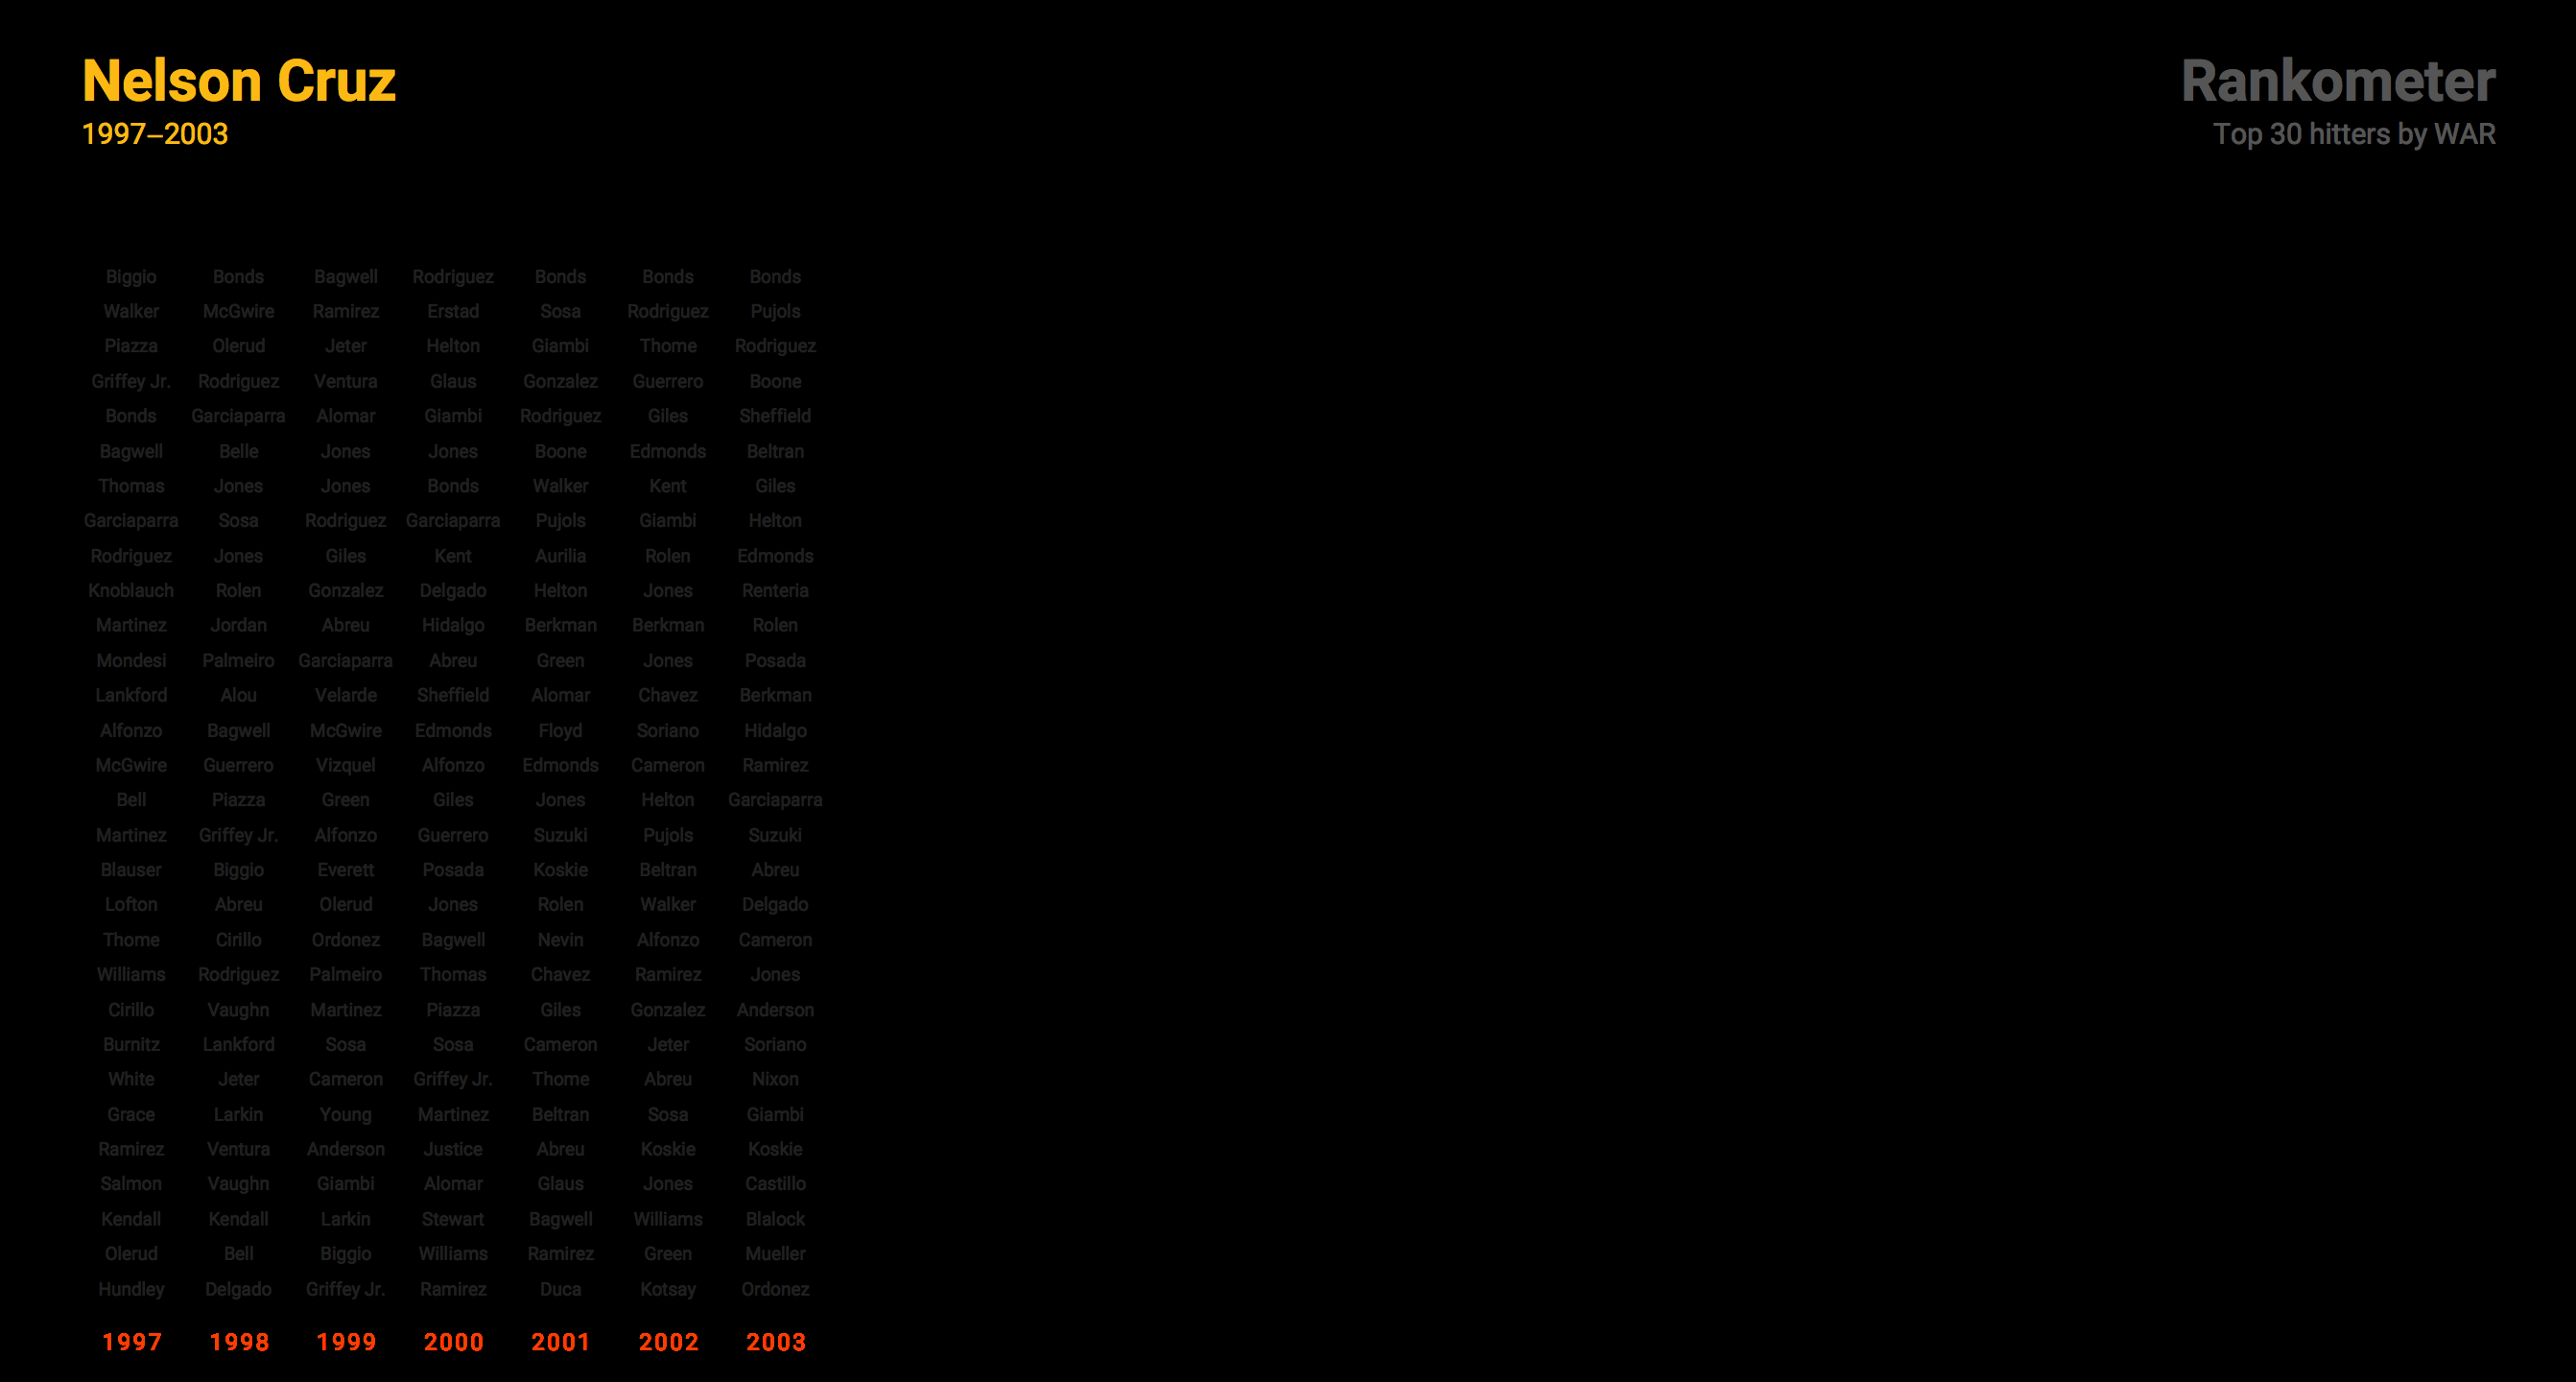 Nelson Cruz
1997–2003
Rankometer
Top 30 hitters by WAR
Biggio Bonds Bagwell Rodriguez Bonds Bonds Bonds
Walker McGwire Ramirez Erstad Sosa Rodriguez Pujols
Piazza Olerud Jeter Helton Giambi Thome Rodriguez
Griffey Jr. Rodriguez Ventura Glaus Gonzalez Guerrero Boone
Bonds Garciaparra Alomar Giambi Rodriguez Giles Sheffield
Bagwell Belle Jones Jones Boone Edmonds Beltran
Thomas Jones Jones Bonds Walker Kent Giles
Garciaparra Sosa Rodriguez Garciaparra Pujols Giambi Helton
Rodriguez Jones Giles Kent Aurilia Rolen Edmonds
Knoblauch Rolen Gonzalez Delgado Helton Jones Renteria
Martinez Jordan Abreu Hidalgo Berkman Berkman Rolen
Mondesi Palmeiro Garciaparra Abreu Green Jones Posada
Lankford Alou Velarde Sheffield Alomar Chavez Berkman
Alfonzo Bagwell McGwire Edmonds Floyd Soriano Hidalgo
McGwire Guerrero Vizquel Alfonzo Edmonds Cameron Ramirez
Bell Piazza Green Giles Jones Helton Garciaparra
Martinez Griffey Jr. Alfonzo Guerrero Suzuki Pujols Suzuki
Blauser Biggio Everett Posada Koskie Beltran Abreu
Lofton Abreu Olerud Jones Rolen Walker Delgado
Thome Cirillo Ordonez Bagwell Nevin Alfonzo Cameron
Williams Rodriguez Palmeiro Thomas Chavez Ramirez Jones
Cirillo Vaughn Martinez Piazza Giles Gonzalez Anderson
Burnitz Lankford Sosa Sosa Cameron Jeter Soriano
White Jeter Cameron Griffey Jr. Thome Abreu Nixon
Grace Larkin Young Martinez Beltran Sosa Giambi
Ramirez Ventura Anderson Justice Abreu Koskie Koskie
Salmon Vaughn Giambi Alomar Glaus Jones Castillo
Kendall Kendall Larkin Stewart Bagwell Williams Blalock
Olerud Bell Biggio Williams Ramirez Green Mueller
Hundley Delgado Griffey Jr. Ramirez Duca Kotsay Ordonez
1997 1998 1999 2000 2001 2002 2003